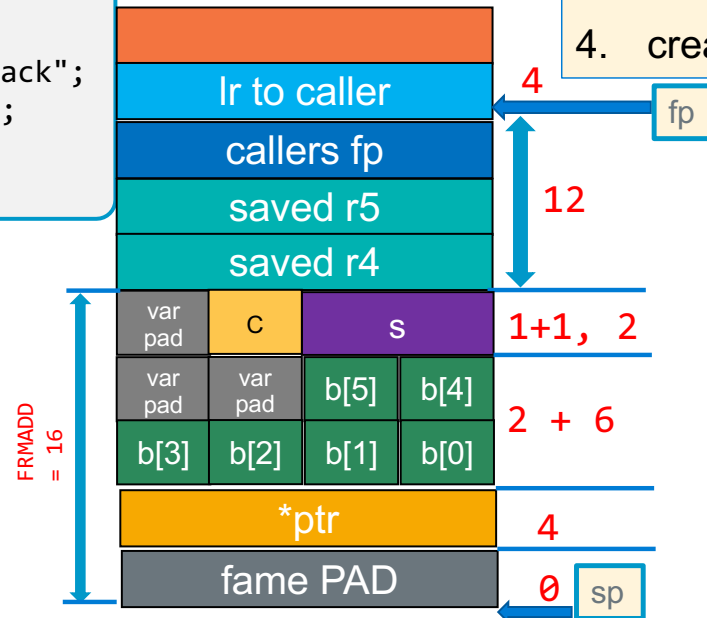 ack";
;
4. crea
lr to caller
4
fp
callers fp
saved r5
12
saved r4
var pad
C
s
1+1, 2
var pad
var pad
b[5]
b[4]
2 + 6
b[3]
b[2]
b[1]
b[0]
FRMADD
= 16
*ptr
4
fame PAD
0
sp